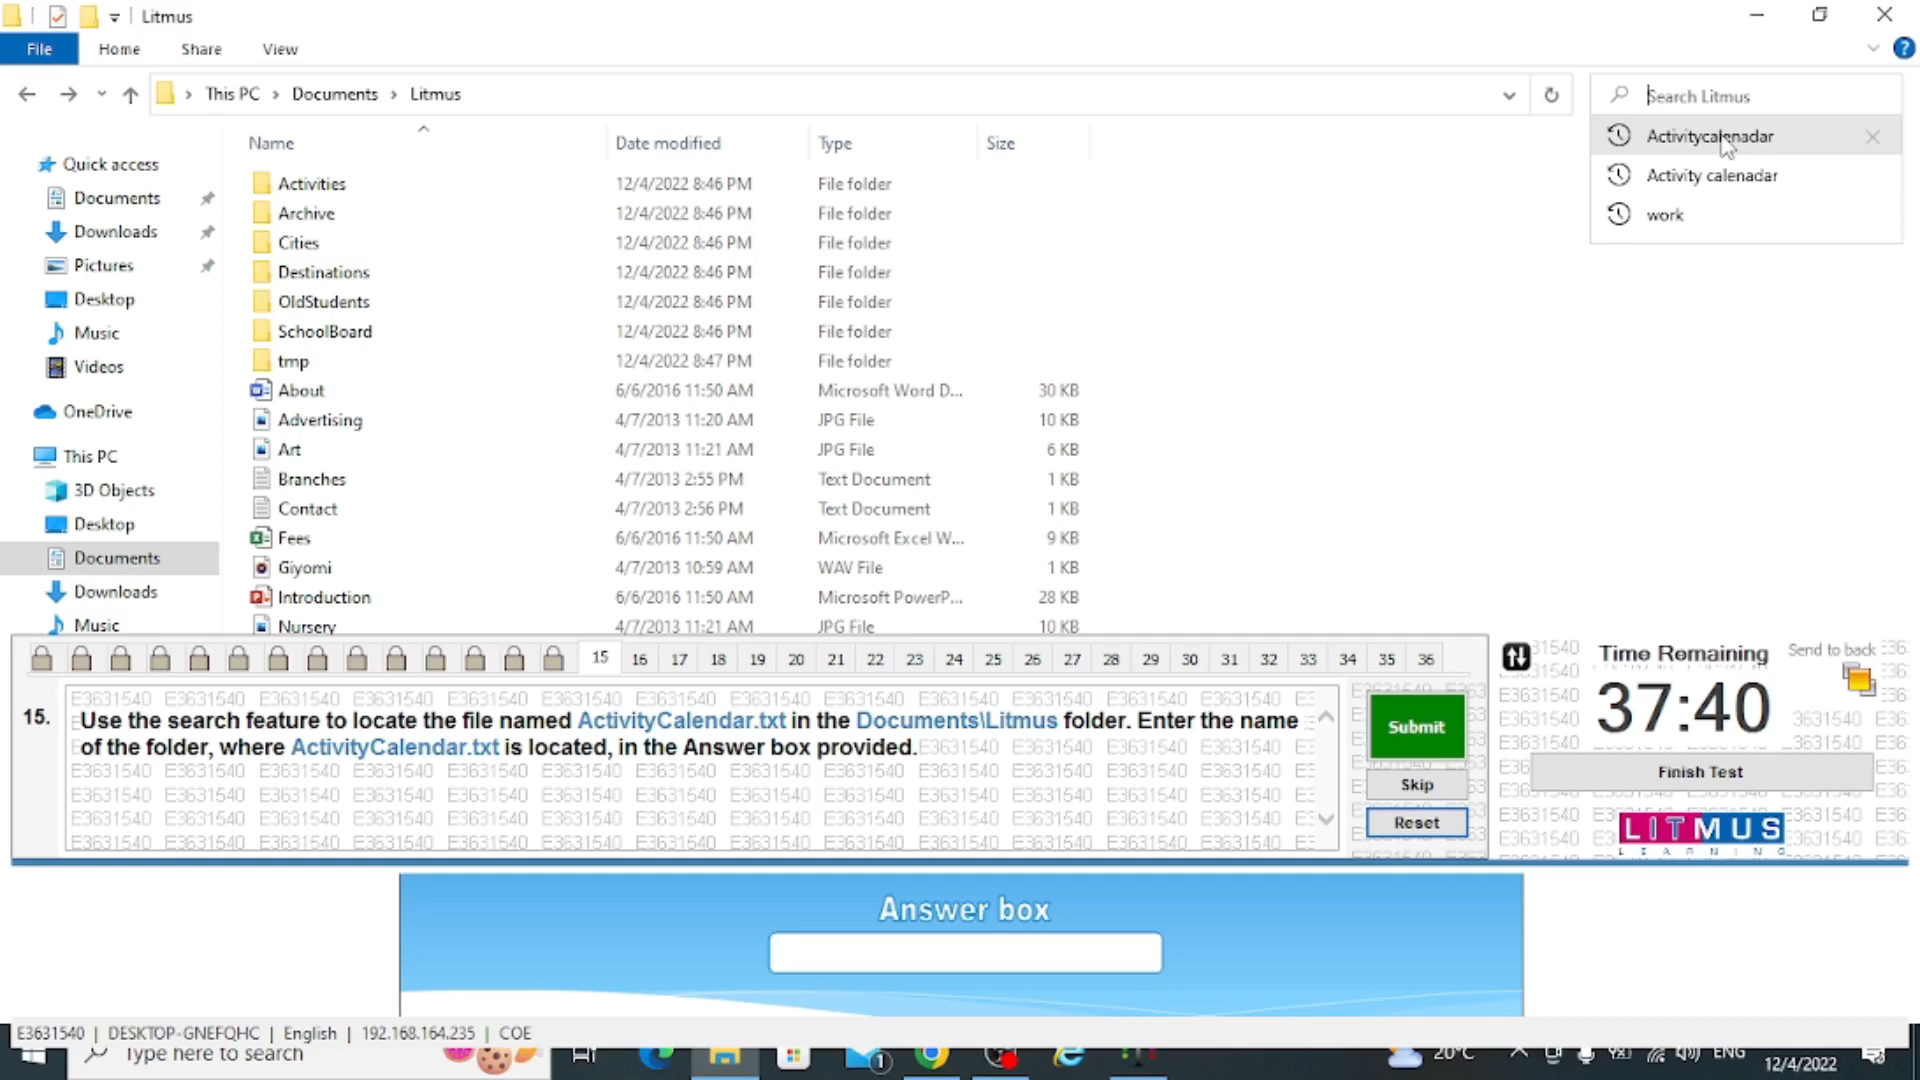 Litmus
File Home Share View
This PC > Documents > Litmus
Search Litmus
Activitycalenadar
Activity calenadar
work
Name Date modified Type Size
Quick access
Documents
Downloads
Pictures
Desktop
Music
Videos
OneDrive
This PC
3D Objects
Desktop
Documents
Downloads
Music
Activities 12/4/2022 8:46 PM File folder
Archive 12/4/2022 8:46 PM File folder
Cities 12/4/2022 8:46 PM File folder
Destinations 12/4/2022 8:46 PM File folder
OldStudents 12/4/2022 8:46 PM File folder
SchoolBoard 12/4/2022 8:46 PM File folder
tmp 12/4/2022 8:47 PM File folder
About 6/6/2016 11:50 AM Microsoft Word D... 30 KB
Advertising 4/7/2013 11:20 AM JPG File 10 KB
Art 4/7/2013 11:21 AM JPG File 6 KB
Branches 4/7/2013 2:55 PM Text Document 1 KB
Contact 4/7/2013 2:56 PM Text Document 1 KB
Fees 6/6/2016 11:50 AM Microsoft Excel W... 9 KB
Giyomi 4/7/2013 10:59 AM WAV File 1 KB
Introduction 6/6/2016 11:50 AM Microsoft PowerP... 28 KB
Nursery 4/7/2013 11:21 AM JPG File 10 KB
15 16 17 18 19 20 21 22 23 24 25 26 27 28 29 30 31 32 33 34 35 36
15. Use the search feature to locate the file named ActivityCalendar.txt in the Documents\Litmus folder. Enter the name
of the folder, where ActivityCalendar.txt is located, in the Answer box provided.
Submit
Skip
Reset
Time Remaining
Send to back
37:40
Finish Test
LITMUS
LEARNING
Answer box
E3631540 | DESKTOP-GNEFQHC | English | 192.168.164.235 | COE
Type here to search
1
20°C
ENG
12/4/2022